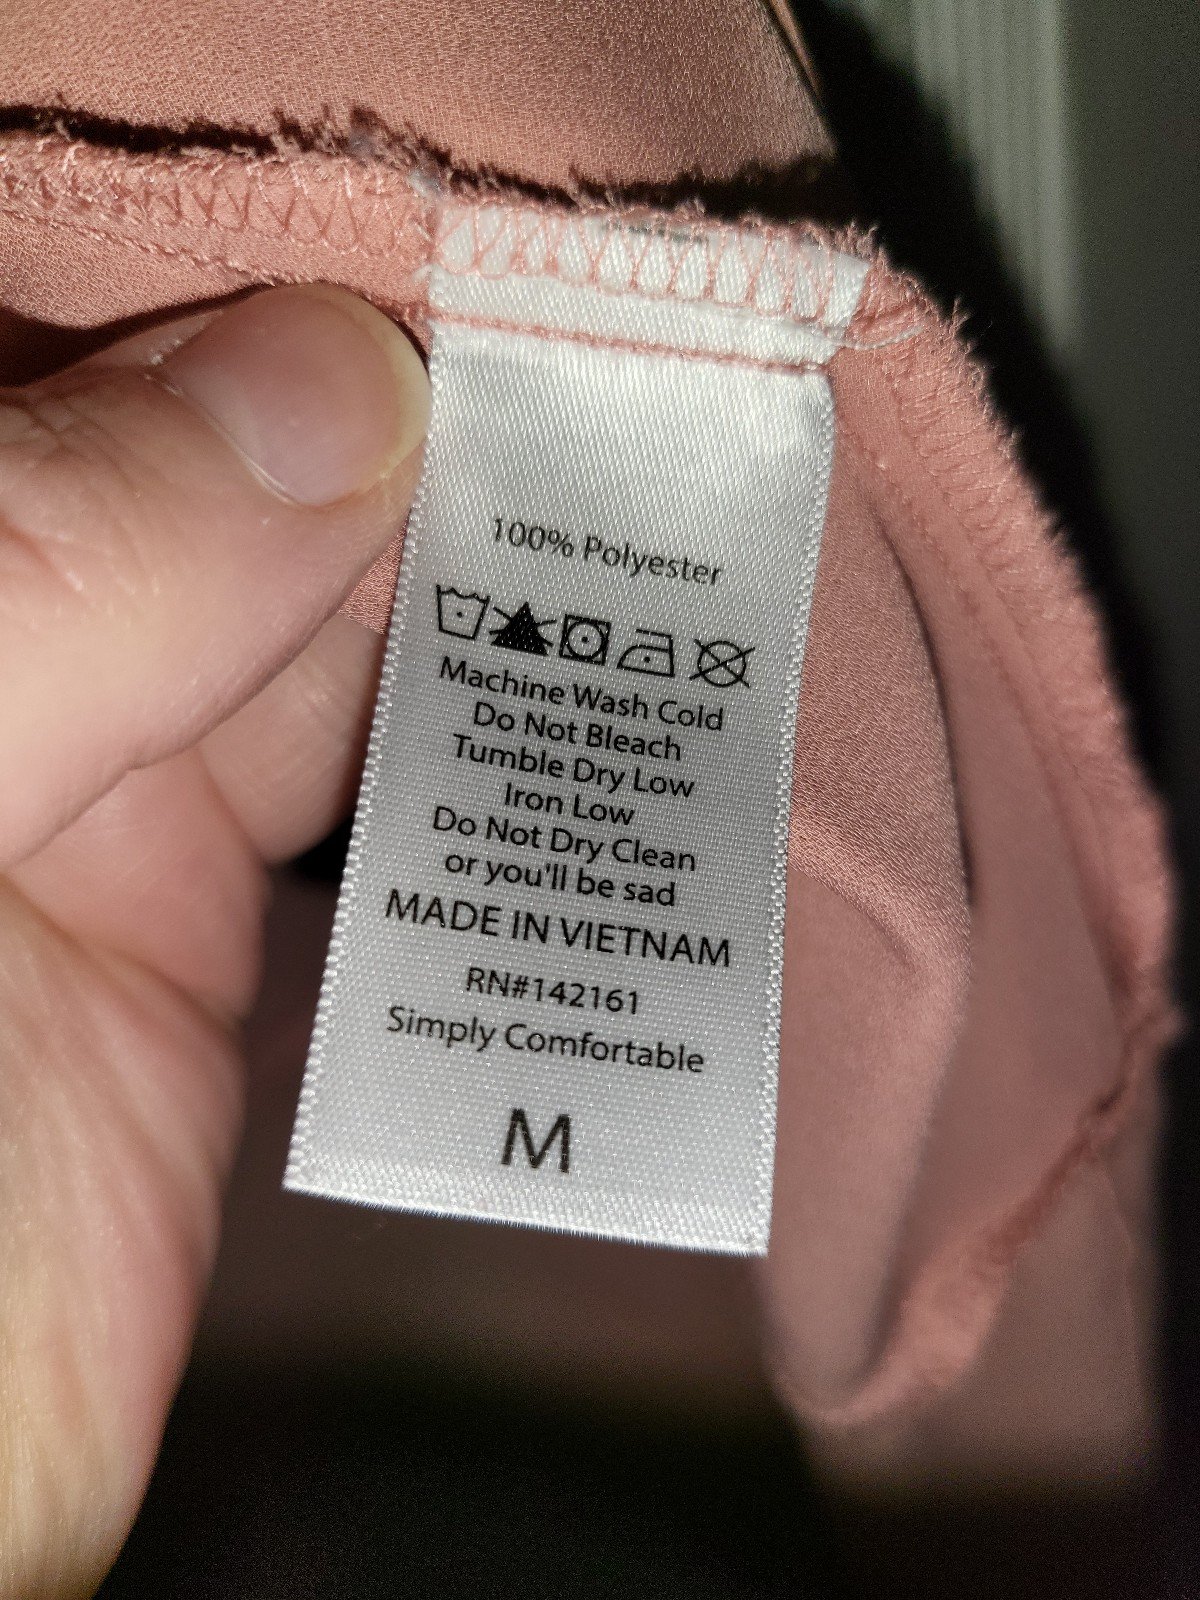 100% Polyester
Machine Wash Cold
Do Not Bleach
Tumble Dry Low
Iron Low
Do Not Dry Clean
or you'll be sad
MADE IN VIETNAM
RN#142161
Simply Comfortable
M